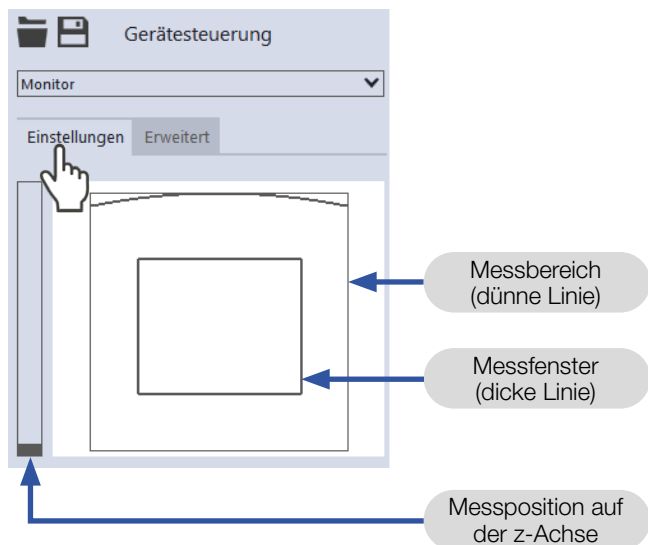 Gerätesteuerung
Monitor
Einstellungen Erweitert
Messbereich
(dünne Linie)
Messfenster
(dicke Linie)
Messposition auf
der z-Achse